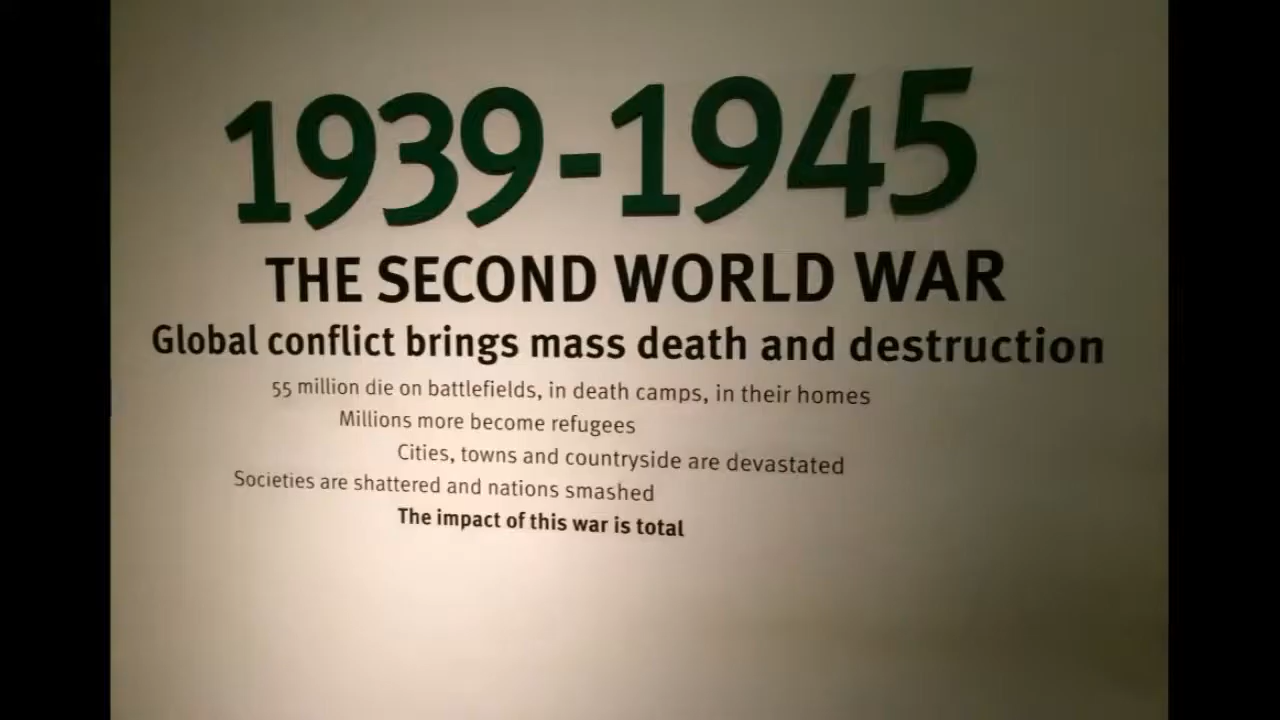 1939-1945
THE SECOND WORLD WAR
Global conflict brings mass death and destruction
55 million die on battlefields, in death camps, in their homes
Millions more become refugees
Cities, towns and countryside are devastated
Societies are shattered and nations smashed
The impact of this war is total